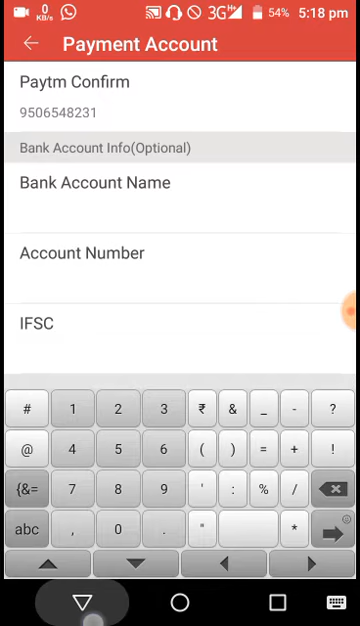 0 KB/s 3G H+ 54% 5:18 pm
Payment Account
Paytm Confirm
9506548231
Bank Account Info(Optional)
Bank Account Name
Account Number
IFSC
# 1 2 3 ₹ & _ - ?
@ 4 5 6 ( ) = + !
{&= 7 8 9 ' : % /
abc , 0 . " *